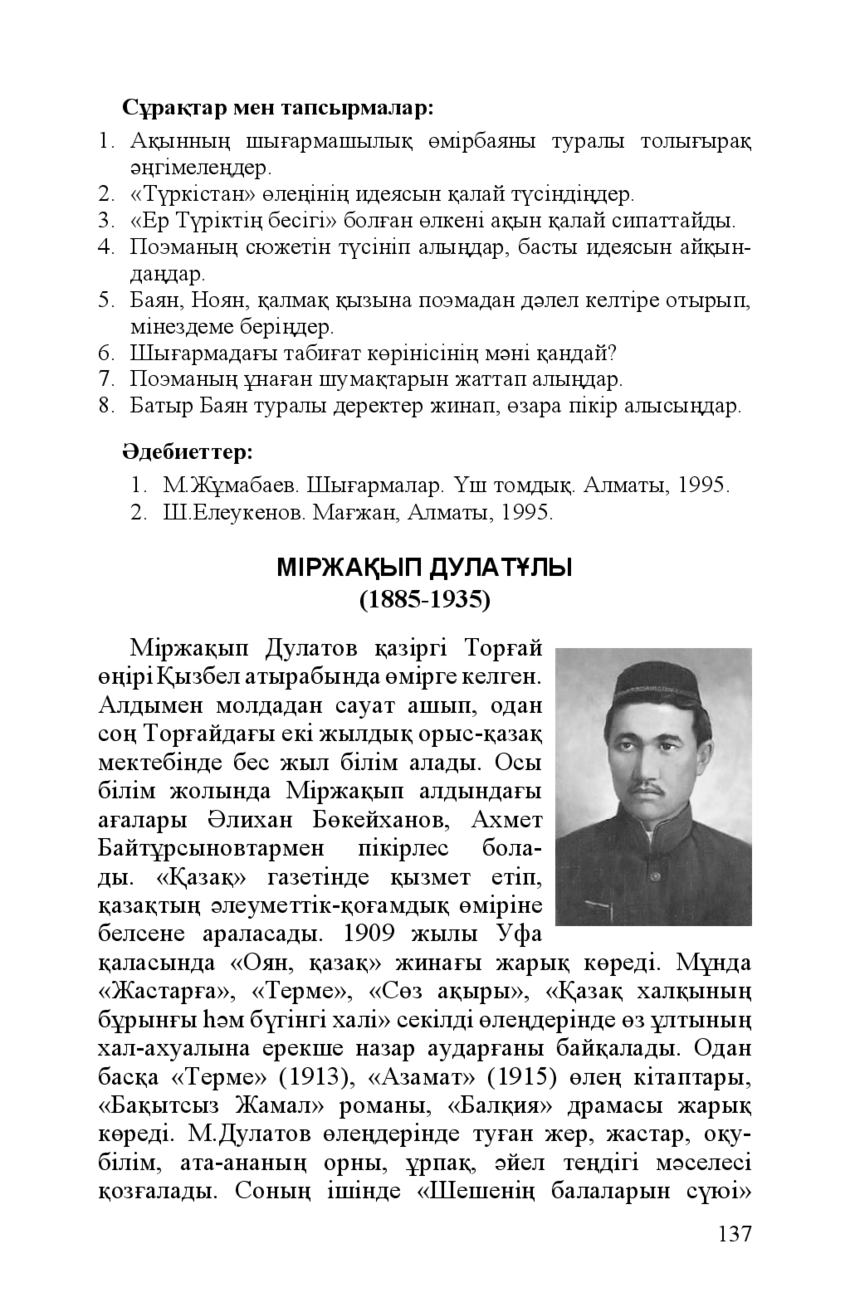 Сұрақтар мен тапсырмалар:
1. Ақынның шығармашылық өмірбаяны туралы толығырақ
әңгімелеңдер.
2. «Түркістан» өлеңінің идеясын қалай түсіндіңдер.
3. «Ер Түріктің бесігі» болған өлкені ақын қалай сипаттайды.
4. Поэманың сюжетін түсініп алыңдар, басты идеясын айқын-
даңдар.
5. Баян, Ноян, қалмақ қызына поэмадан дәлел келтіре отырып,
мінездеме беріңдер.
6. Шығармадағы табиғат көрінісінің мәні қандай?
7. Поэманың ұнаған шумақтарын жаттап алыңдар.
8. Батыр Баян туралы деректер жинап, өзара пікір алысыңдар.
Әдебиеттер:
1. М.Жұмабаев. Шығармалар. Үш томдық. Алматы, 1995.
2. Ш.Елеукенов. Мағжан, Алматы, 1995.
МІРЖАҚЫП ДУЛАТҰЛЫ
(1885-1935)
Міржақып Дулатов қазіргі Торғай
өңірі Қызбел атырабында өмірге келген.
Алдымен молдадан сауат ашып, одан
соң Торғайдағы екі жылдық орыс-қазақ
мектебінде бес жыл білім алады. Осы
білім жолында Міржақып алдындағы
ағалары Әлихан Бөкейханов, Ахмет
Байтұрсыновтармен пікірлес бола-
ды. «Қазақ» газетінде қызмет етіп,
қазақтың әлеуметтік-қоғамдық өміріне
белсене араласады. 1909 жылы Уфа
қаласында «Оян, қазақ» жинағы жарық көреді. Мұнда
«Жастарға», «Терме», «Сөз ақыры», «Қазақ халқының
бұрынғы һәм бүгінгі халі» секілді өлеңдерінде өз ұлтының
хал-ахуалына ерекше назар аударғаны байқалады. Одан
басқа «Терме» (1913), «Азамат» (1915) өлең кітаптары,
«Бақытсыз Жамал» романы, «Балқия» драмасы жарық
көреді. М.Дулатов өлеңдерінде туған жер, жастар, оқу-
білім, ата-ананың орны, ұрпақ, әйел теңдігі мәселесі
қозғалады. Соның ішінде «Шешенің балаларын сүюі»
137